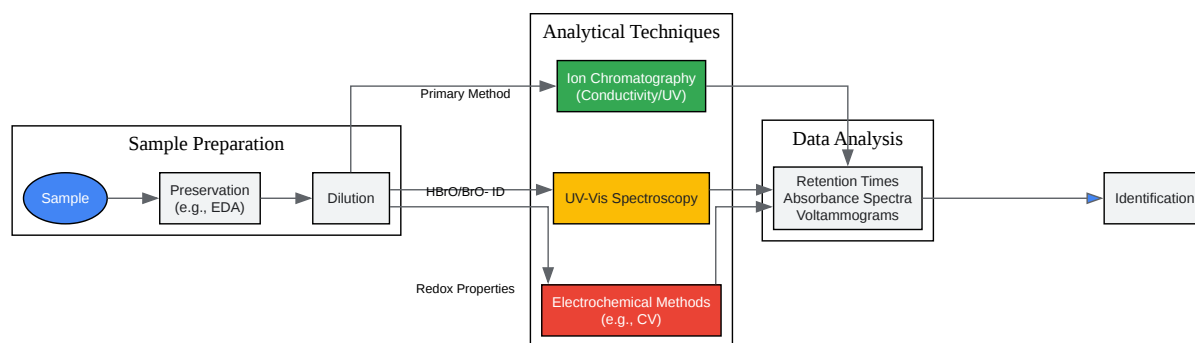 Sample Preparation
Sample
Preservation
(e.g., EDA)
Dilution
Primary Method
HBrO/BrO- ID
Redox Properties
Analytical Techniques
Ion Chromatography
(Conductivity/UV)
UV-Vis Spectroscopy
Electrochemical Methods
(e.g., CV)
Data Analysis
Retention Times
Absorbance Spectra
Voltammograms
Identification